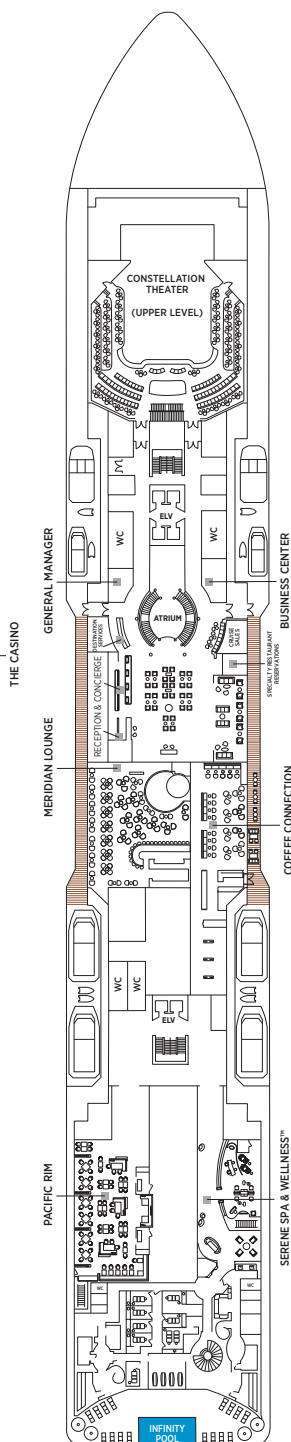 CONSTELLATION
THEATER
(UPPER LEVEL)
ELV
WC
WC
GENERAL MANAGER
BUSINESS CENTER
THE CASINO
ATRIUM
DESTINATION
SERVICES
CRUISE
SALES
RECEPTION & CONCIERGE
SPECIALTY RESTAURANT
RESERVATIONS
MERIDIAN LOUNGE
COFFEE CONNECTION
WC
WC
ELV
PACIFIC RIM
SERENE SPA & WELLNESS™
WC
WC
INFINITY
POOL